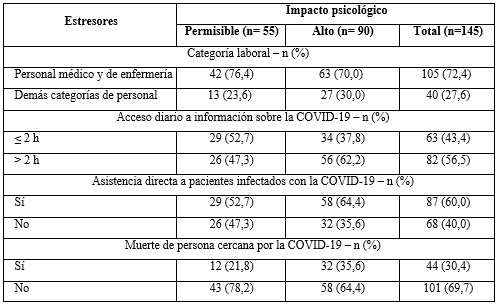 Estresores
Impacto psicológico
Permisible (n= 55) Alto (n= 90) Total (n=145)
Categoría laboral – n (%)
Personal médico y de enfermería 42 (76,4) 63 (70,0) 105 (72,4)
Demás categorías de personal 13 (23,6) 27 (30,0) 40 (27,6)
Acceso diario a información sobre la COVID-19 – n (%)
≤ 2 h 29 (52,7) 34 (37,8) 63 (43,4)
> 2 h 26 (47,3) 56 (62,2) 82 (56,5)
Asistencia directa a pacientes infectados con la COVID-19 – n (%)
Sí 29 (52,7) 58 (64,4) 87 (60,0)
No 26 (47,3) 32 (35,6) 68 (40,0)
Muerte de persona cercana por la COVID-19 – n (%)
Sí 12 (21,8) 32 (35,6) 44 (30,4)
No 43 (78,2) 58 (64,4) 101 (69,7)